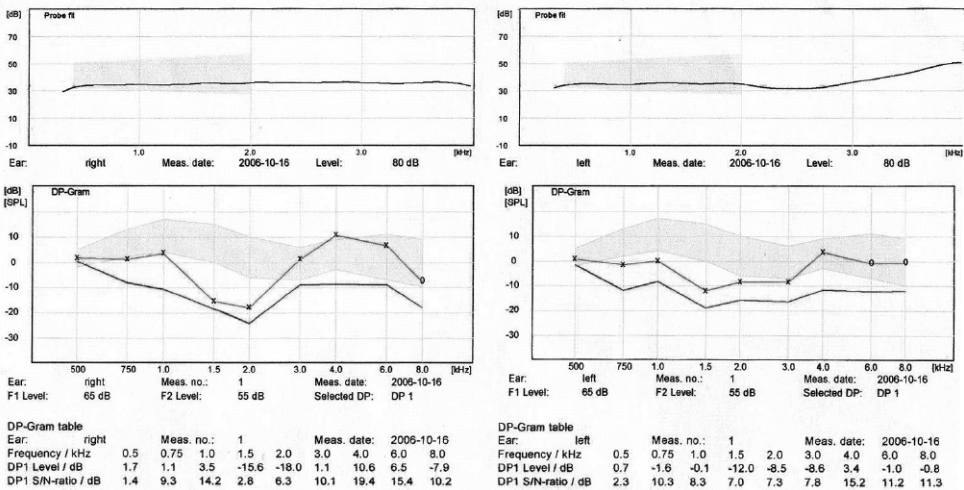 [dB] Probe fit
70
50
30
10
-10
1.0 2.0 3.0 [kHz]
Ear: right Meas. date: 2006-10-16 Level: 80 dB
[dB] DP-Gram
[SPL]
10
0
-10
-30
500 750 1.0 1.5 2.0 3.0 4.0 6.0 8.0 [kHz]
Ear: right Meas. no.: 1 Meas. date: 2006-10-16
F1 Level: 65 dB F2 Level: 55 dB Selected DP: DP 1
DP-Gram table
Ear: right Meas. no.: 1 Meas. date: 2006-10-16
Frequency / kHz 0.5 0.75 1.0 1.5 2.0 3.0 4.0 6.0 8.0
DP1 Level / dB 1.7 1.1 3.5 -15.6 -18.0 1.1 10.6 6.5 -7.9
DP1 S/N-ratio / dB 1.4 9.3 14.2 2.8 6.3 10.1 19.4 15.4 10.2
[dB] Probe fit
70
50
30
10
-10
1.0 2.0 3.0 [kHz]
Ear: left Meas. date: 2006-10-16 Level: 80 dB
[dB] DP-Gram
[SPL]
10
0
-10
-30
500 750 1.0 1.5 2.0 3.0 4.0 6.0 8.0 [kHz]
Ear: left Meas. no.: 1 Meas. date: 2006-10-16
F1 Level: 65 dB F2 Level: 55 dB Selected DP: DP 1
DP-Gram table
Ear: left Meas. no.: 1 Meas. date: 2006-10-16
Frequency / kHz 0.5 0.75 1.0 1.5 2.0 3.0 4.0 6.0 8.0
DP1 Level / dB 0.7 -1.6 -0.1 -12.0 -8.5 -8.6 3.4 -1.0 -0.8
DP1 S/N-ratio / dB 2.3 10.3 8.3 7.0 7.3 7.8 15.2 11.2 11.3